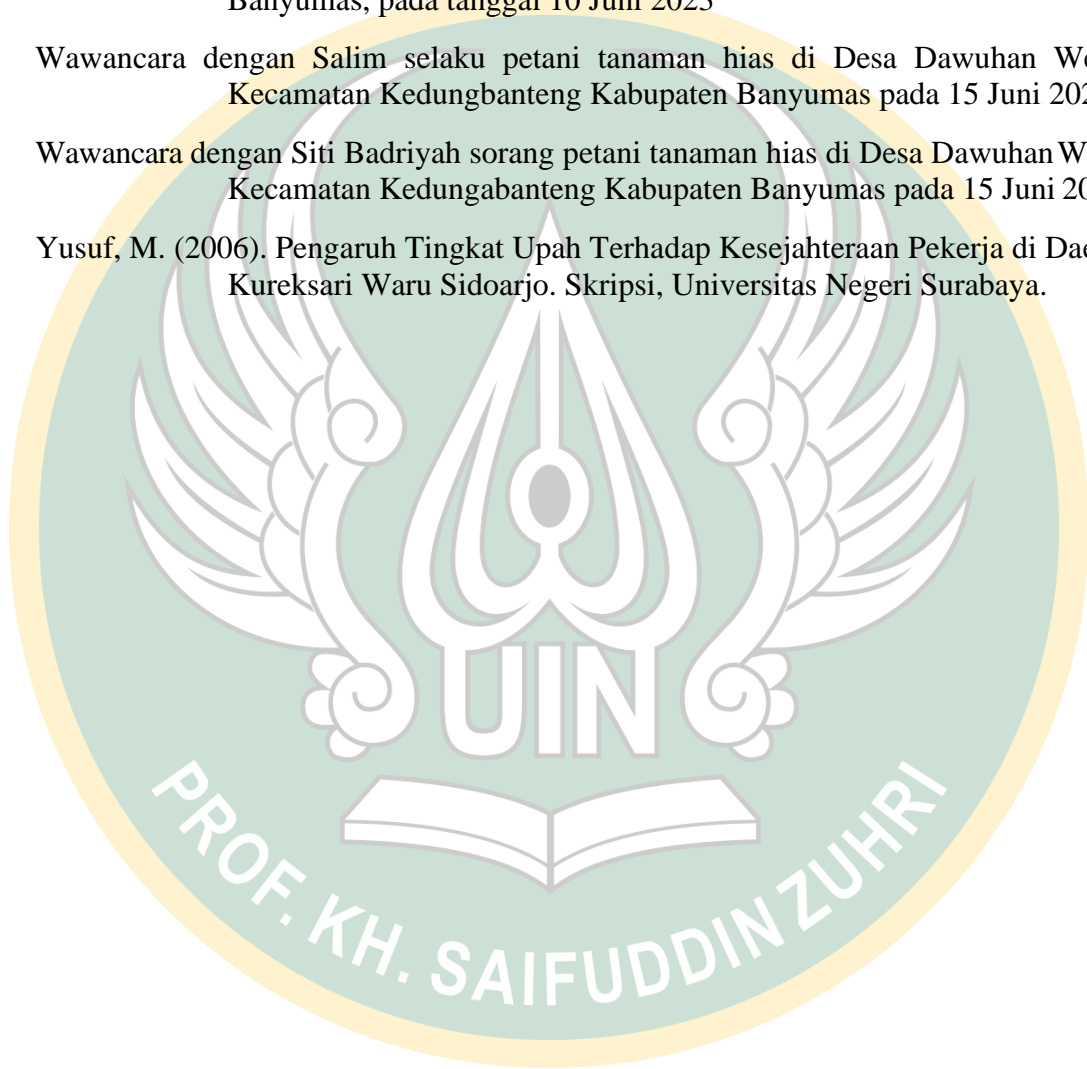 Banyumas, pada tanggal 10 Juni 2023
Wawancara dengan Salim selaku petani tanaman hias di Desa Dawuhan
Kecamatan Kedungbanteng Kabupaten Banyumas pada 15 Juni
Wawancara dengan Siti Badriyah sorang petani tanaman hias di Desa Dawuhan
Kecamatan Kedungabanteng Kabupaten Banyumas pada 15 Juni
Yusuf, M. (2006). Pengaruh Tingkat Upah Terhadap Kesejahteraan Pekerja di
Kureksari Waru Sidoarjo. Skripsi, Universitas Negeri Surabaya.
UIN
PROF. KH. SAIFUDDIN ZUHRI